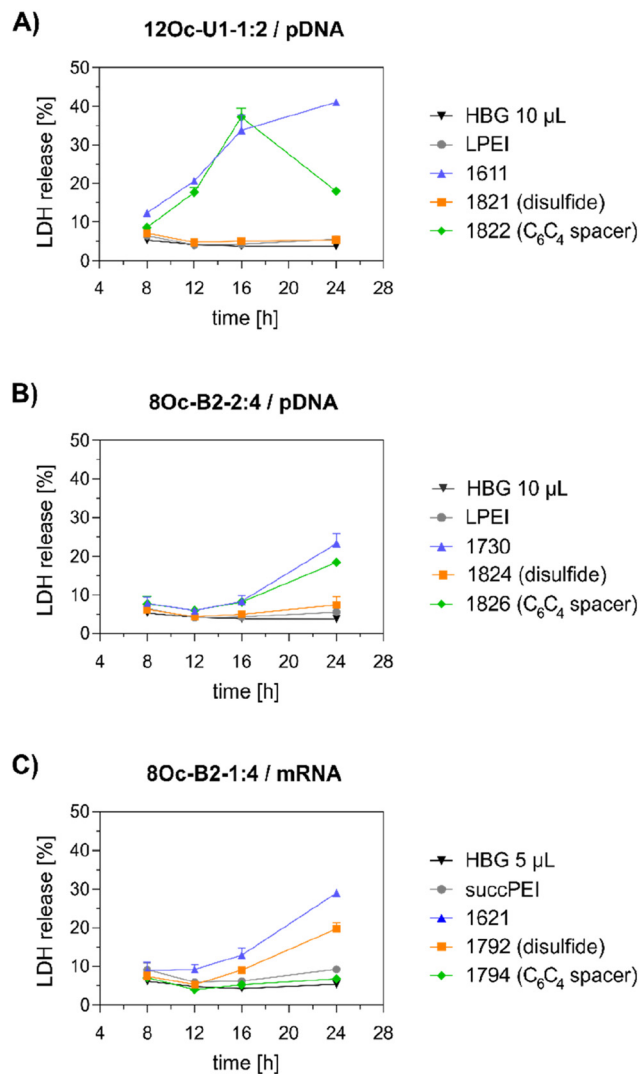 A)
12Oc-U1-1:2 / pDNA
LDH release [%]
50
40
30
20
10
0
4 8 12 16 20 24 28
time [h]
HBG 10 µL
LPEI
1611
1821 (disulfide)
1822 (C₆C₄ spacer)
B)
8Oc-B2-2:4 / pDNA
LDH release [%]
50
40
30
20
10
0
4 8 12 16 20 24 28
time [h]
HBG 10 µL
LPEI
1730
1824 (disulfide)
1826 (C₆C₄ spacer)
C)
8Oc-B2-1:4 / mRNA
LDH release [%]
50
40
30
20
10
0
4 8 12 16 20 24 28
time [h]
HBG 5 µL
succPEI
1621
1792 (disulfide)
1794 (C₆C₄ spacer)